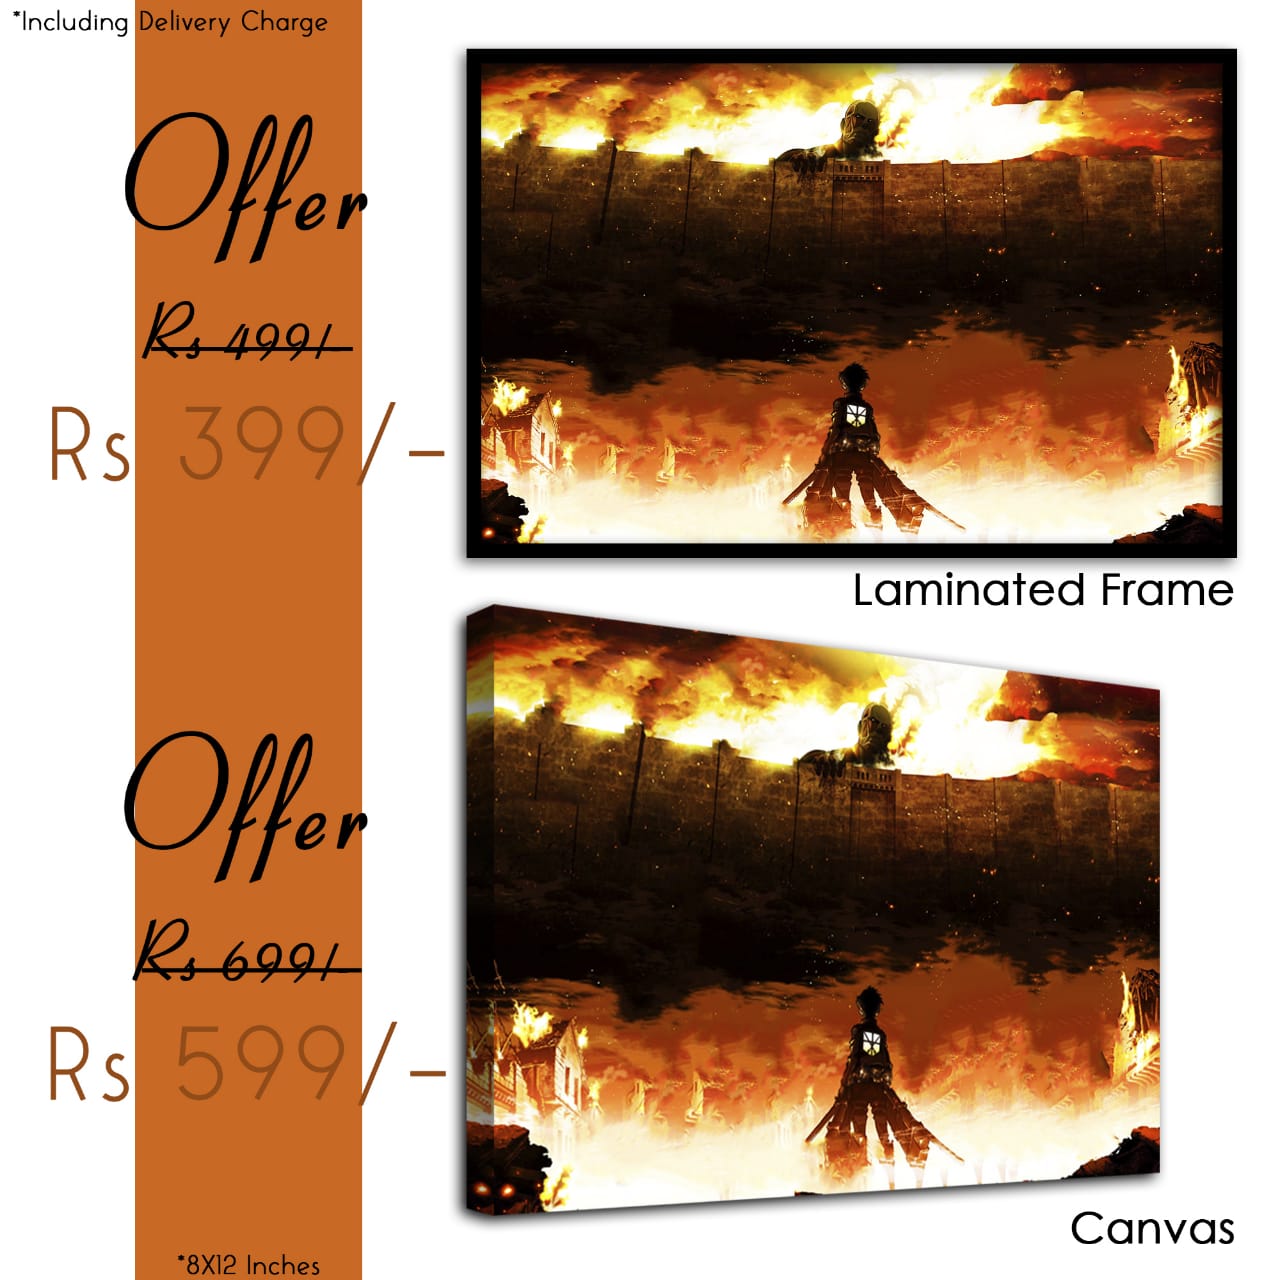 *Including Delivery Charge
Offer
Rs 499/-
Rs 399/-
Laminated Frame
Offer
Rs 699/-
Rs 599/-
Canvas
*8X12 Inches